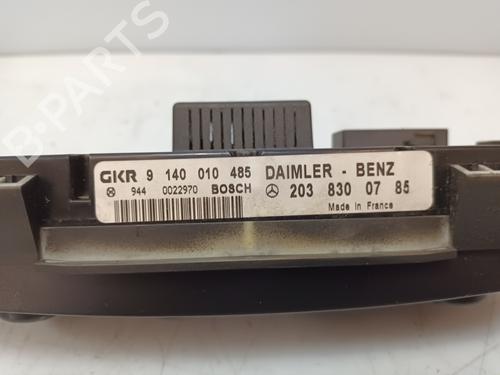 B-PARTS
GKR 9 140 010 485 DAIMLER - BENZ
944 0022970 BOSCH 203 830 07 85
Made in France